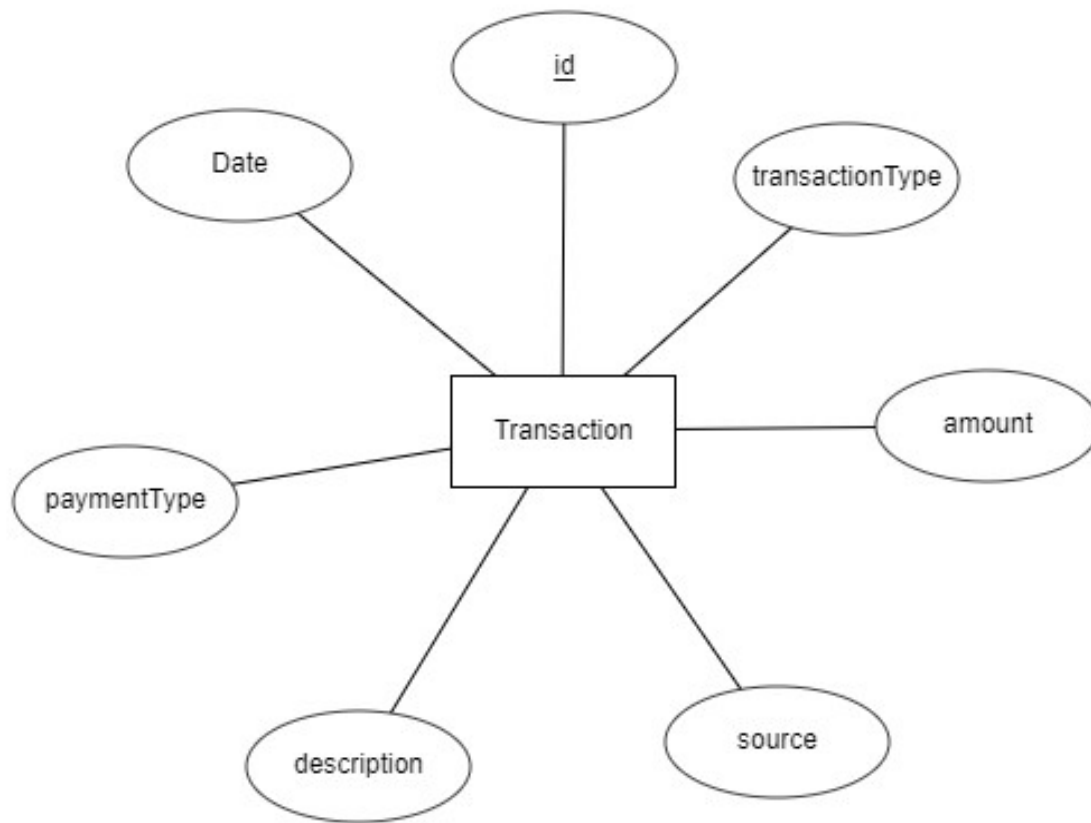 id
Date
transactionType
Transaction
amount
paymentType
source
description